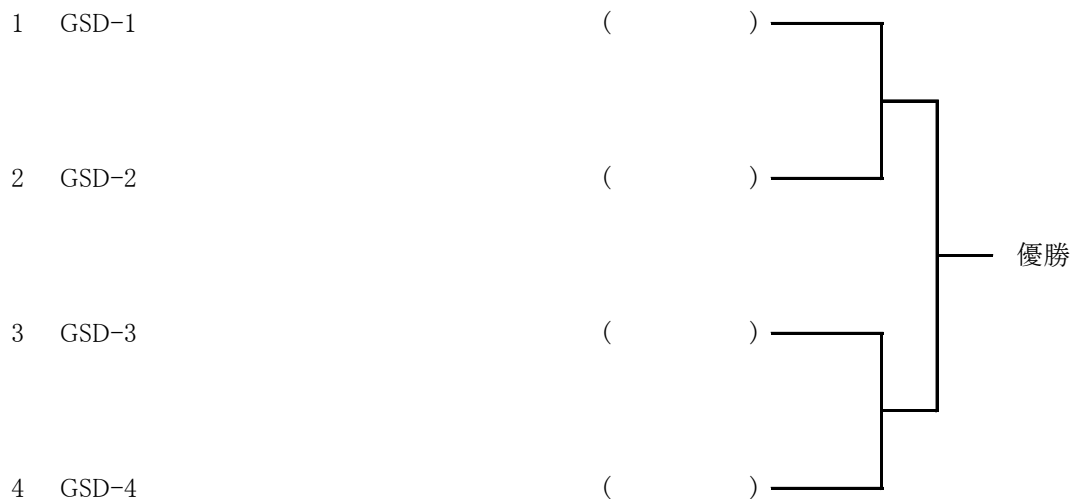 1 GSD-1 ( )
2 GSD-2 ( )
優勝
3 GSD-3 ( )
4 GSD-4 ( )